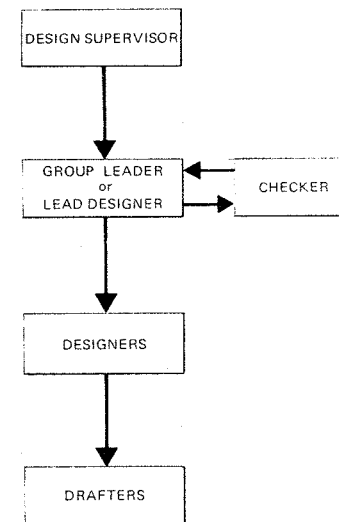 DESIGN SUPERVISOR
GROUP LEADER
or
LEAD DESIGNER
CHECKER
DESIGNERS
DRAFTERS